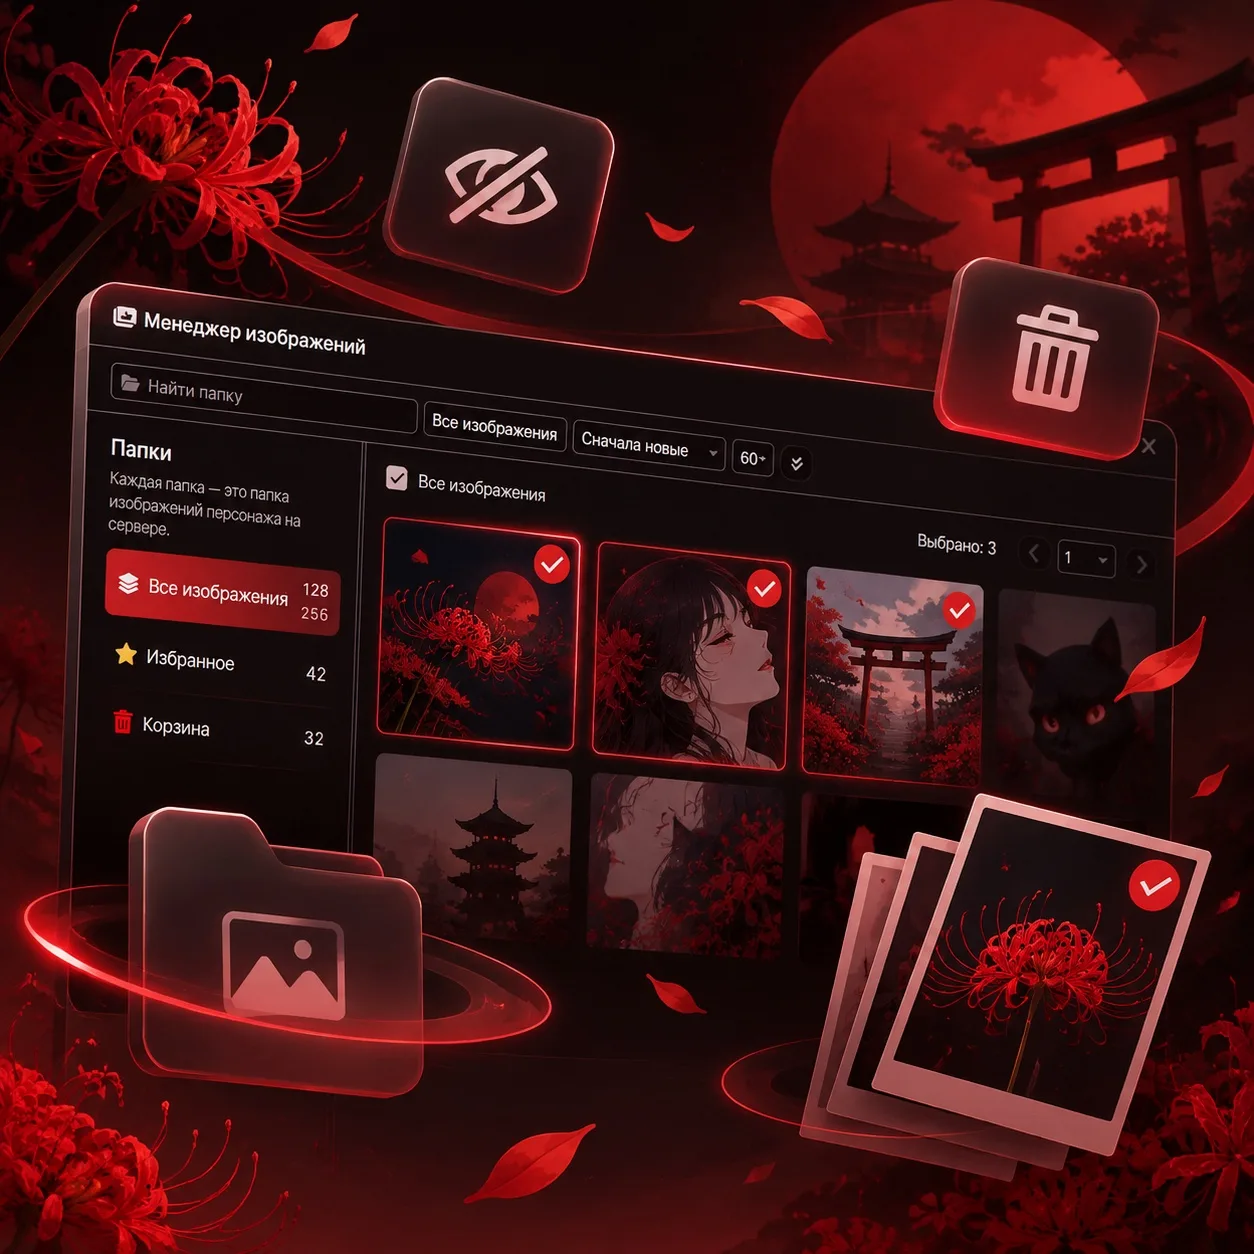 Менеджер изображений
Найти папку
Все изображения
Сначала новые
60
Папки
Каждая папка — это папка
изображений персонажа на
сервере.
Все изображения
128
256
Избранное
42
Корзина
32
Все изображения
Выбрано: 3
1